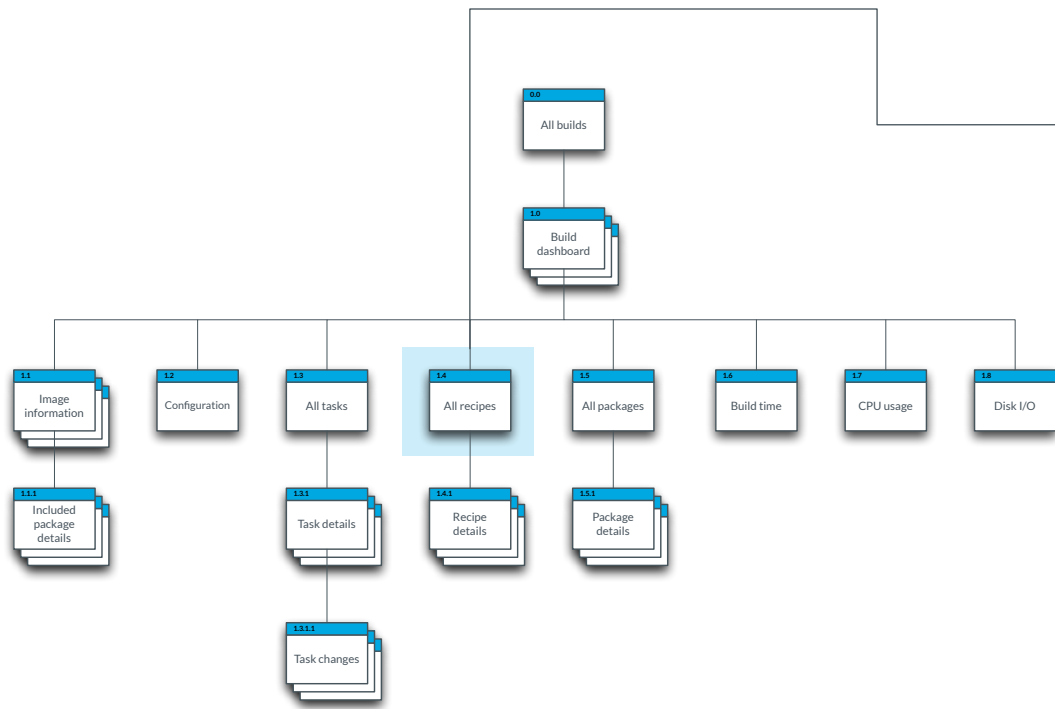 0.0
All builds
1.0
Build
dashboard
1.1
Image
information
1.2
Configuration
1.3
All tasks
1.4
All recipes
1.5
All packages
1.6
Build time
1.7
CPU usage
1.8
Disk I/O
1.1.1
Included
package
details
1.3.1
Task details
1.4.1
Recipe
details
1.5.1
Package
details
1.3.1.1
Task changes